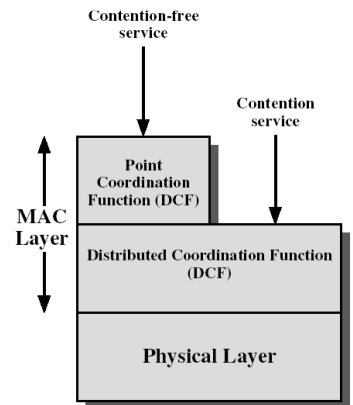 Contention-free
service
Contention
service
Point
Coordination
Function (DCF)
MAC
Layer
Distributed Coordination Function
(DCF)
Physical Layer